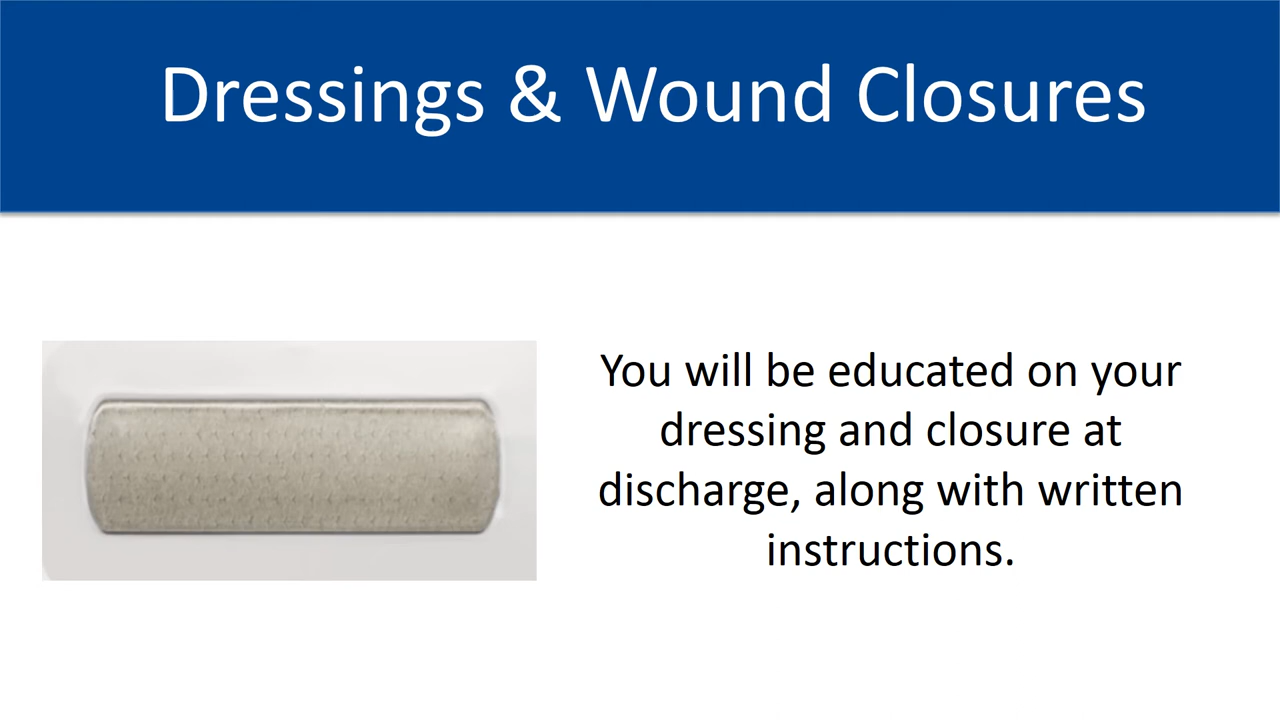 Dressings & Wound Closures
You will be educated on your
dressing and closure at
discharge, along with written
instructions.